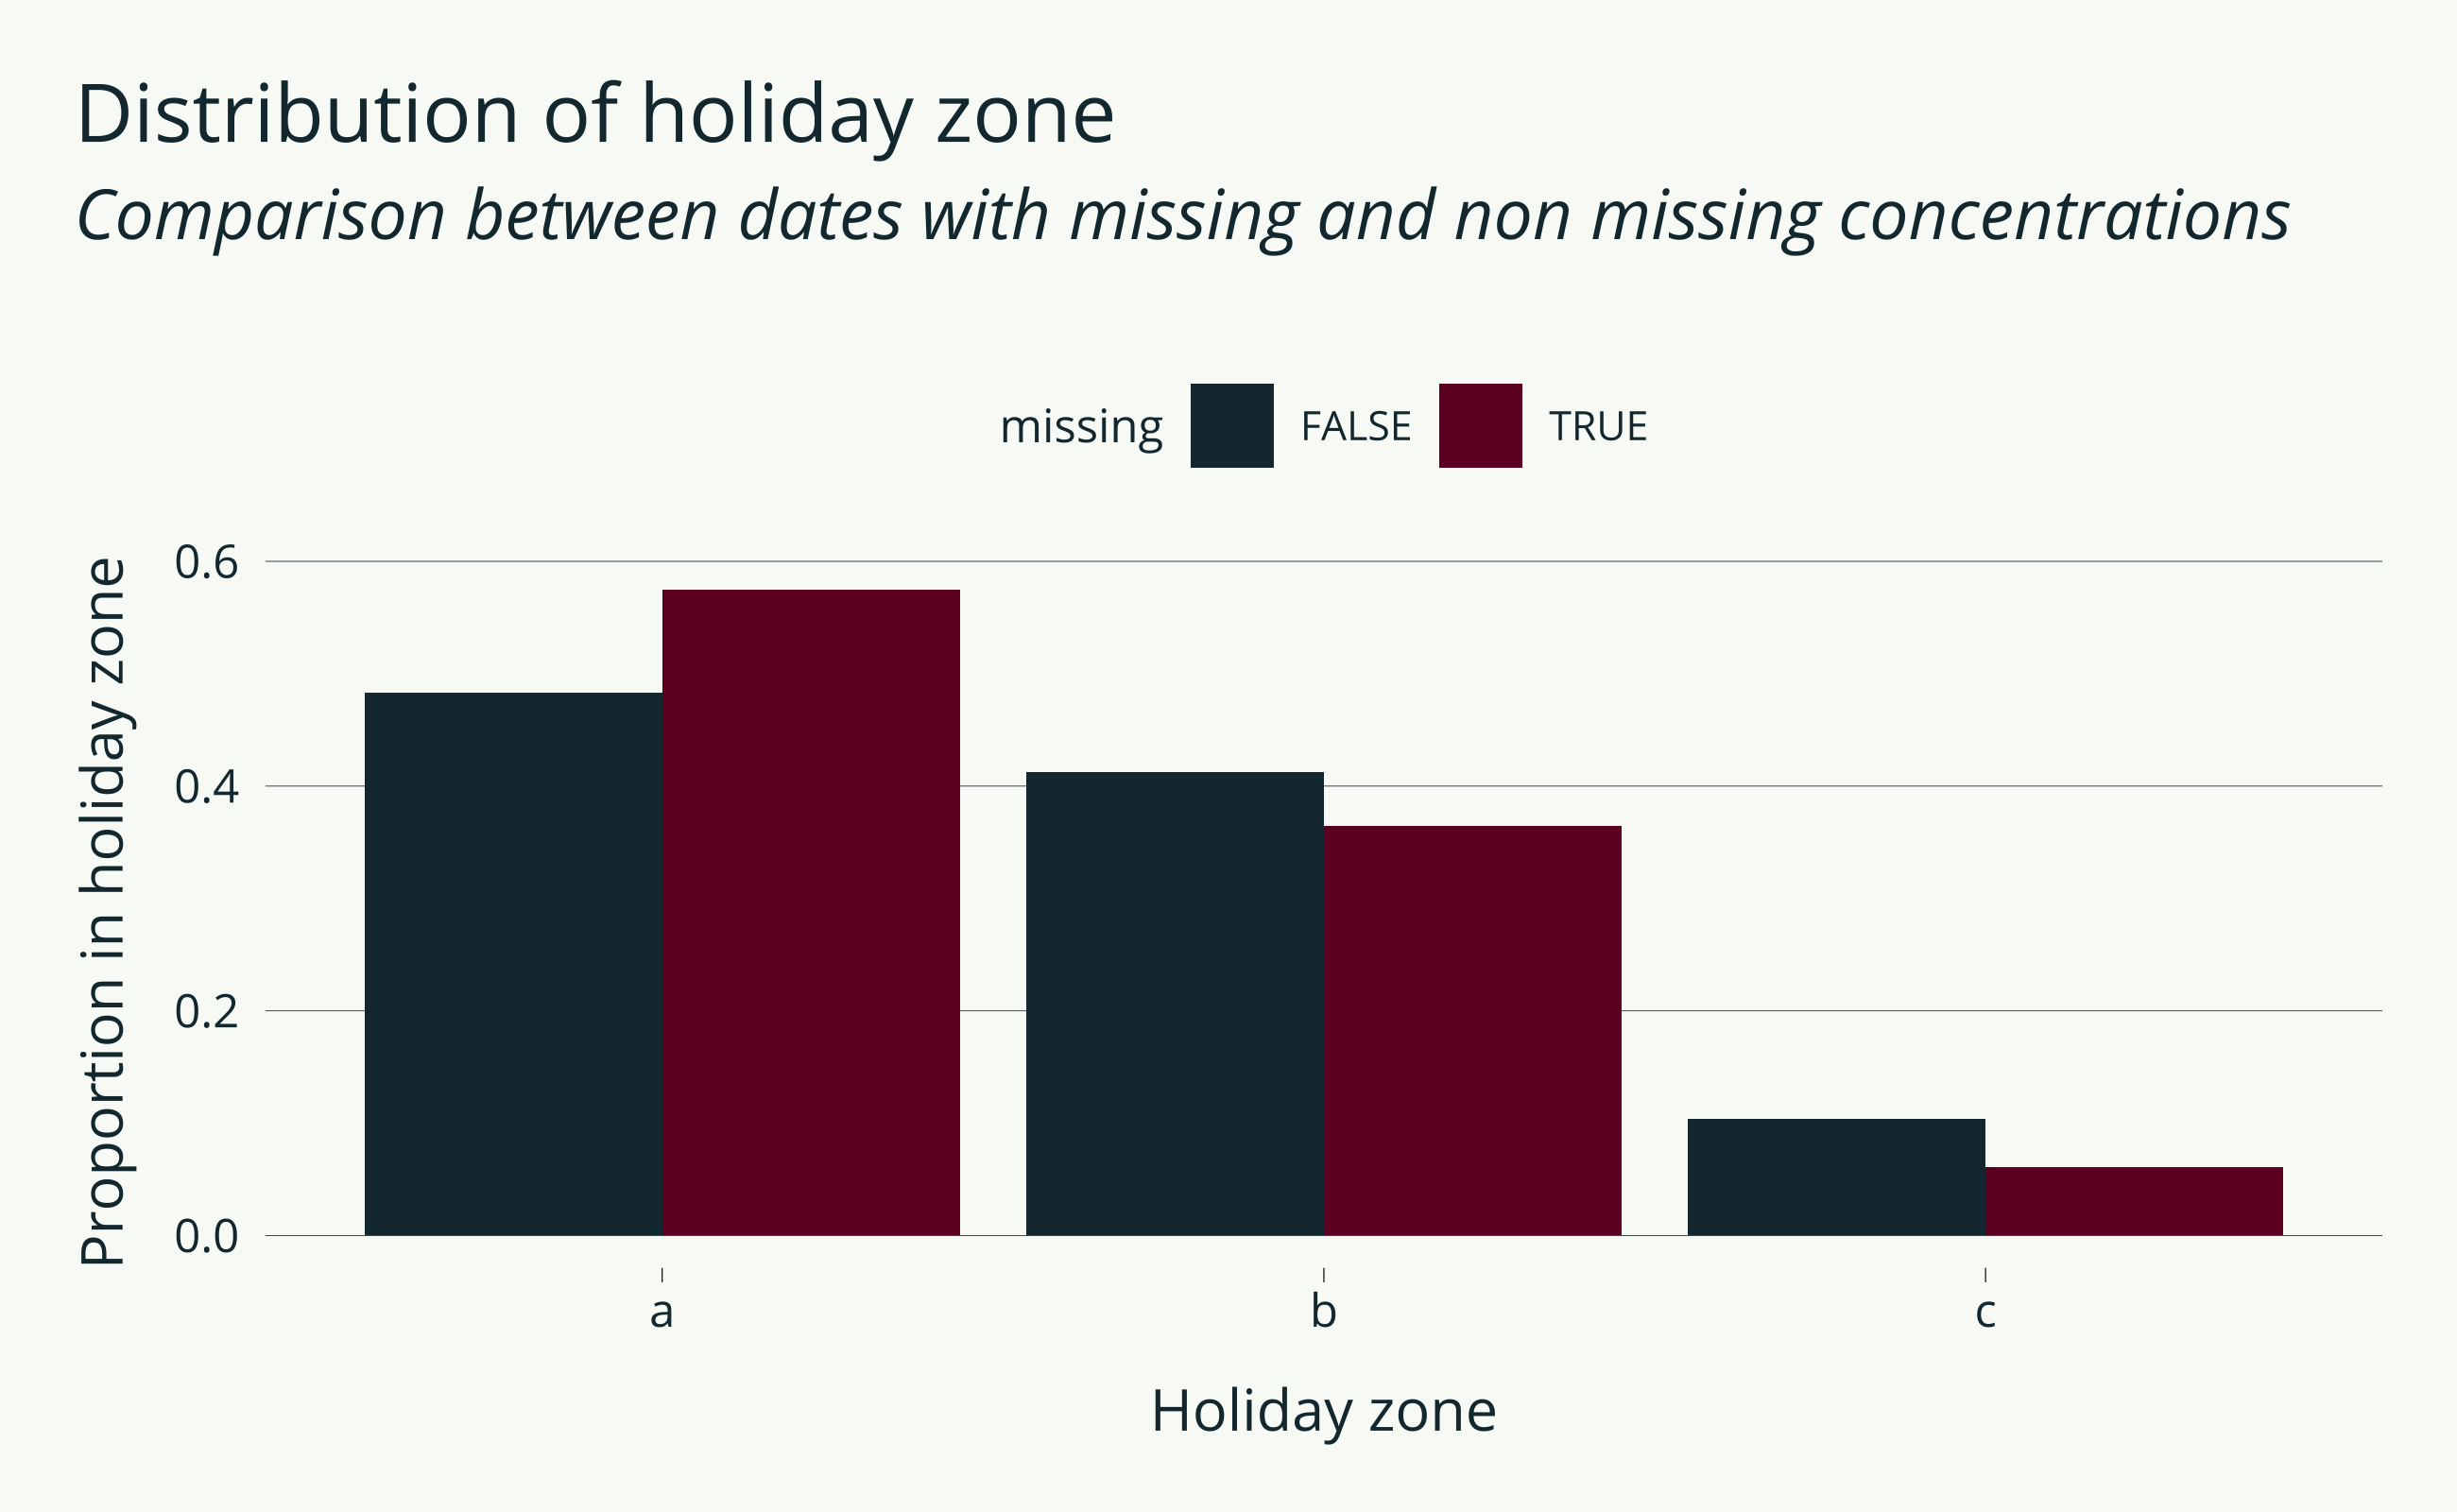 Distribution of holiday zone
Comparison between dates with missing and non missing concentrations
missing FALSE TRUE
Proportion in holiday zone
0.6
0.4
0.2
0.0
a b c
Holiday zone